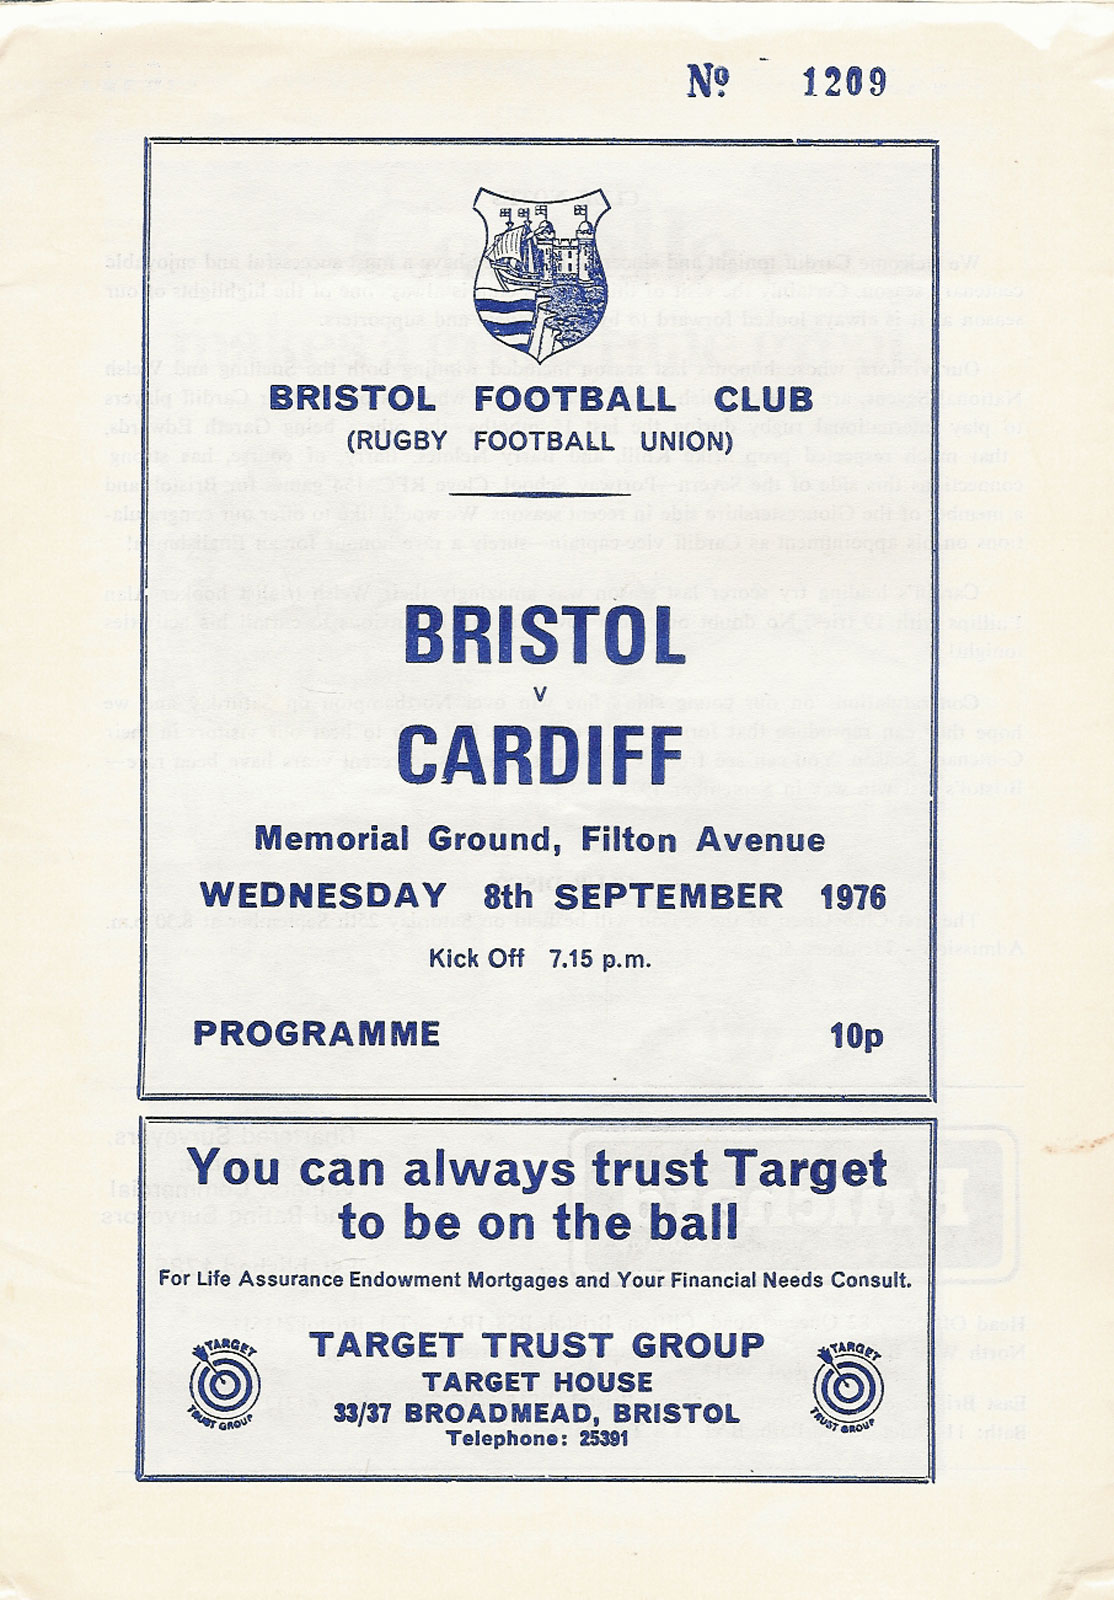 Nº. 1209
BRISTOL FOOTBALL CLUB
(RUGBY FOOTBALL UNION)
BRISTOL
v
CARDIFF
Memorial Ground, Filton Avenue
WEDNESDAY 8th SEPTEMBER 1976
Kick Off 7.15 p.m.
PROGRAMME 10p
You can always trust Target
to be on the ball
For Life Assurance Endowment Mortgages and Your Financial Needs Consult.
TARGET TRUST GROUP
TARGET HOUSE
33/37 BROADMEAD, BRISTOL
Telephone: 25391
TARGET
TRUST GROUP
TARGET
TRUST GROUP